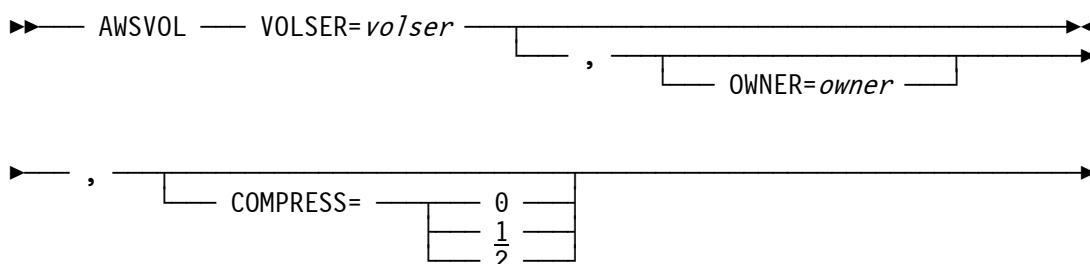 AWSVOL VOLSER=volser
, OWNER=owner
, COMPRESS= 0
1
2